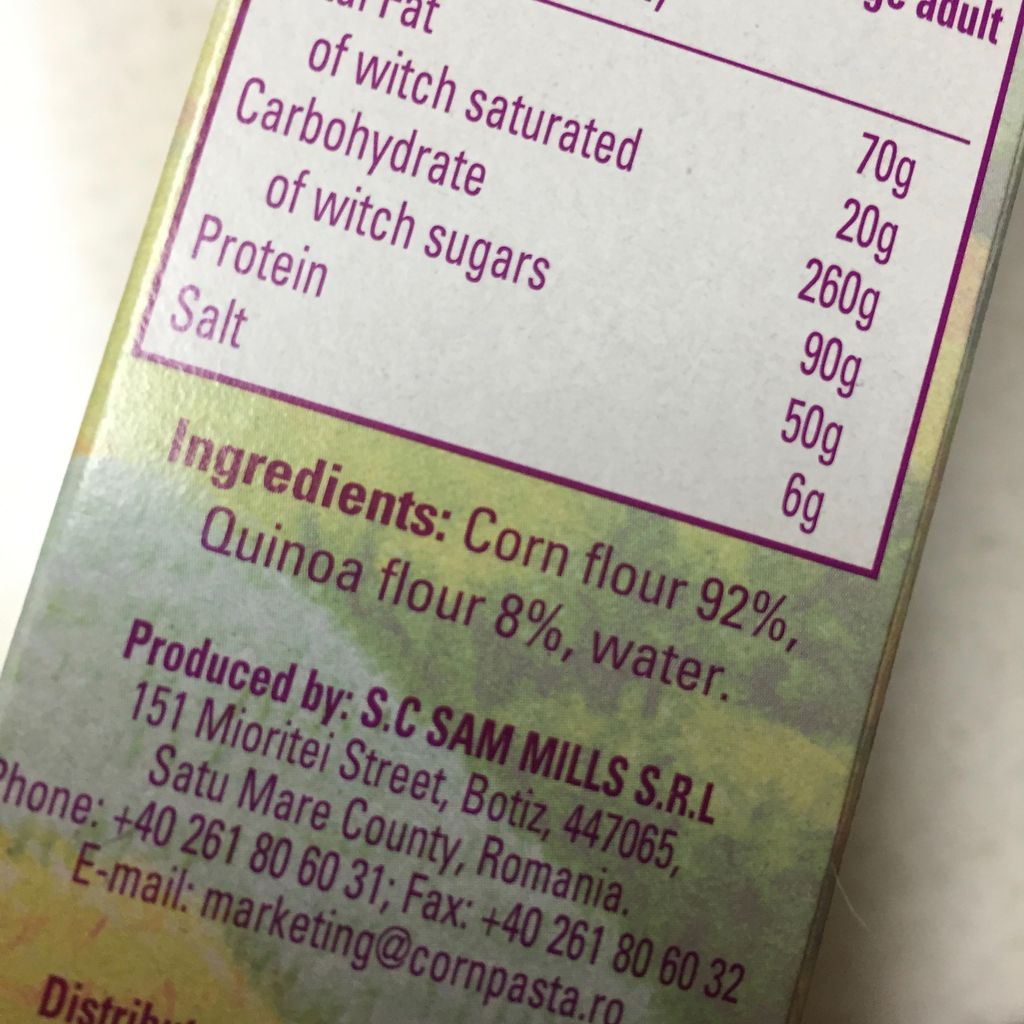 adult
Fat 70g
of witch saturated 20g
Carbohydrate 260g
of witch sugars 90g
Protein 50g
Salt 6g
Ingredients: Corn flour 92%,
Quinoa flour 8%, water.
Produced by: S.C SAM MILLS S.R.L
151 Mioritei Street, Botiz, 447065,
Satu Mare County, Romania.
Phone: +40 261 80 60 31; Fax: +40 261 80 60 32
E-mail: marketing@cornpasta.ro